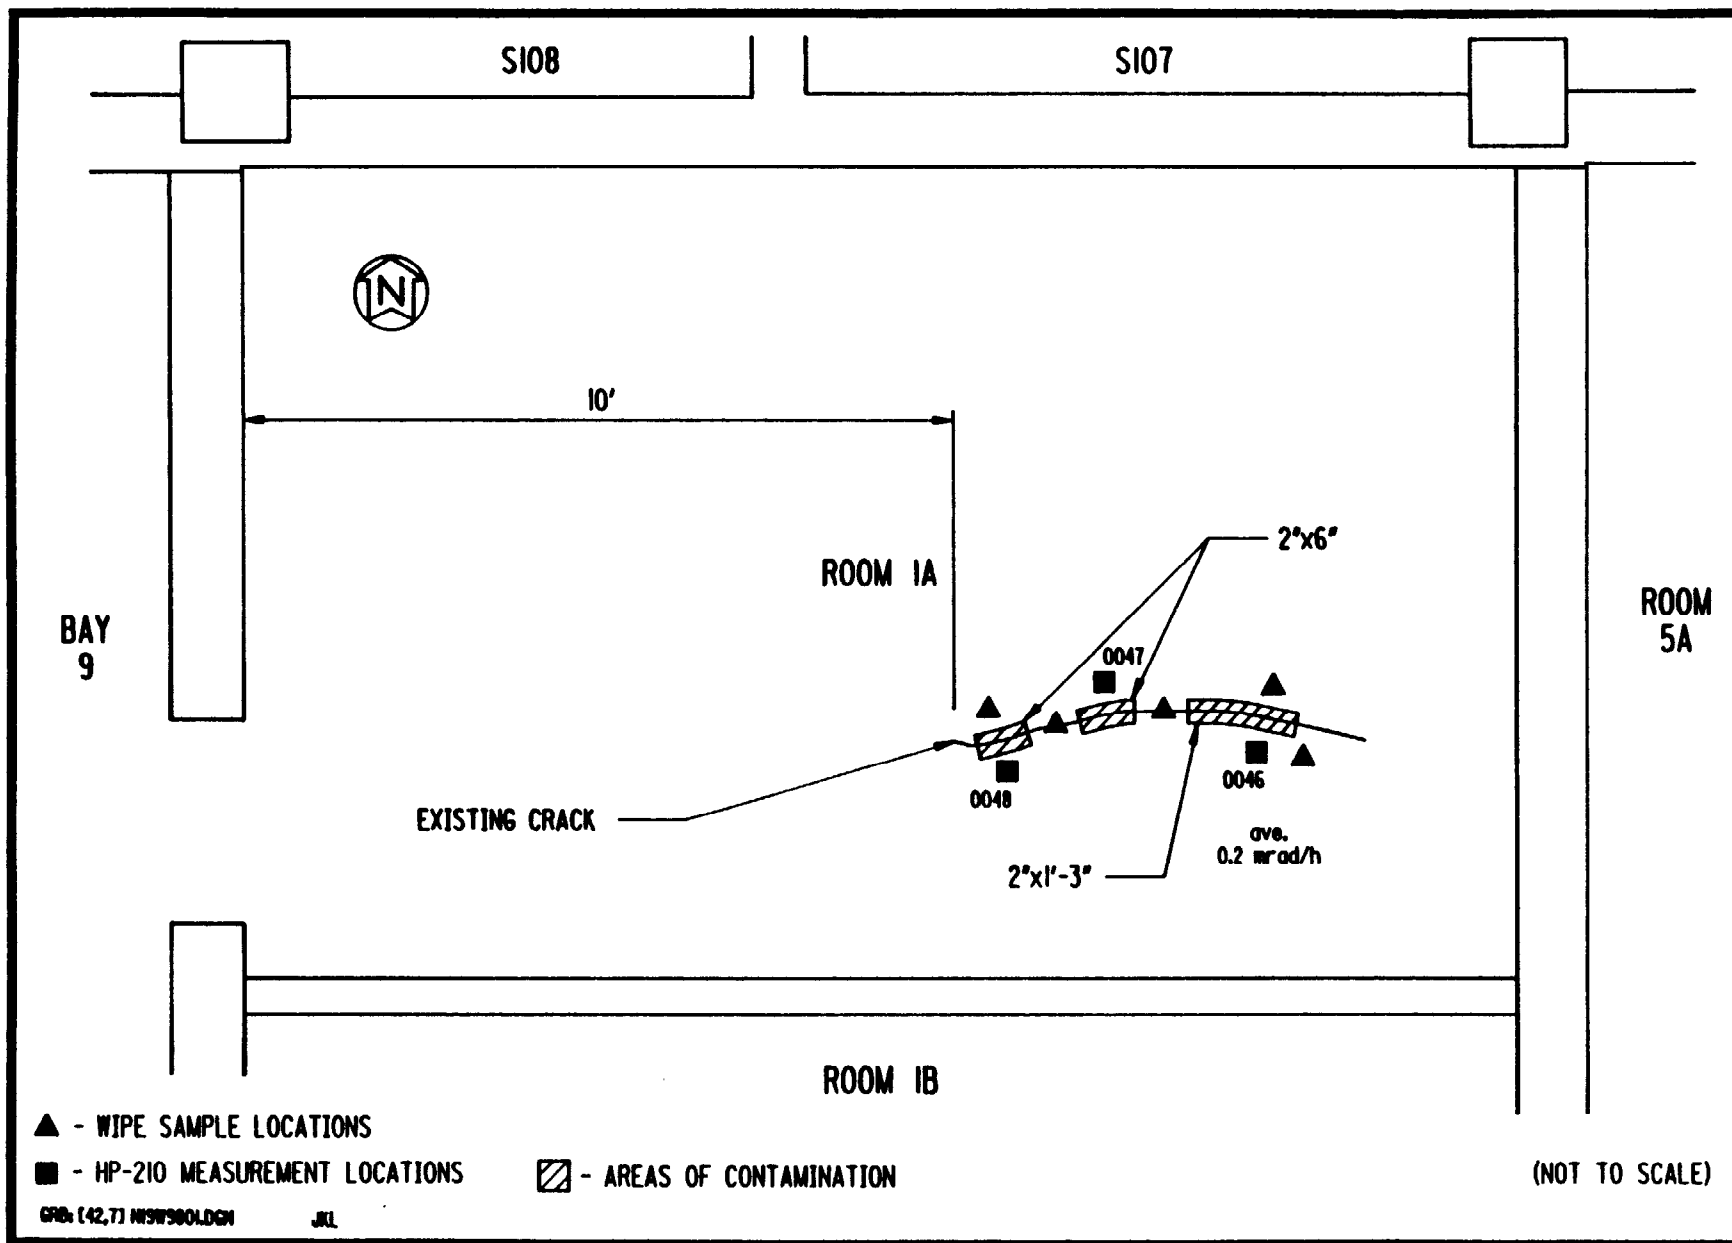 S108
S107
N
10'
2"x6"
ROOM 1A
BAY
9
ROOM
5A
0047
0048
0046
EXISTING CRACK
ave.
0.2 mrad/h
2"x1'-3"
ROOM 1B
▲ - WIPE SAMPLE LOCATIONS
■ - HP-210 MEASUREMENT LOCATIONS
- AREAS OF CONTAMINATION
(NOT TO SCALE)
JKL